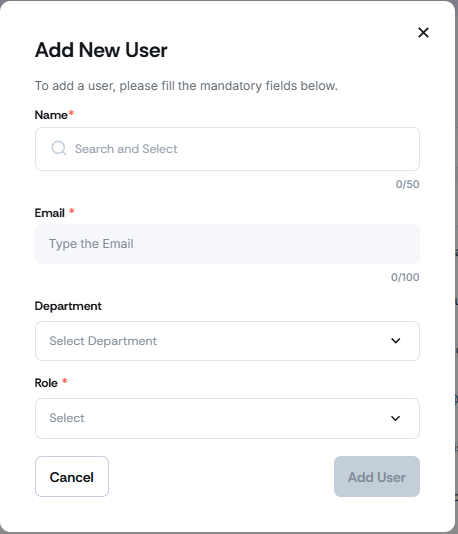 Add New User
To add a user, please fill the mandatory fields below.
Name*
Search and Select
0/50
Email *
Type the Email
0/100
Department
Select Department
Role *
Select
Cancel
Add User